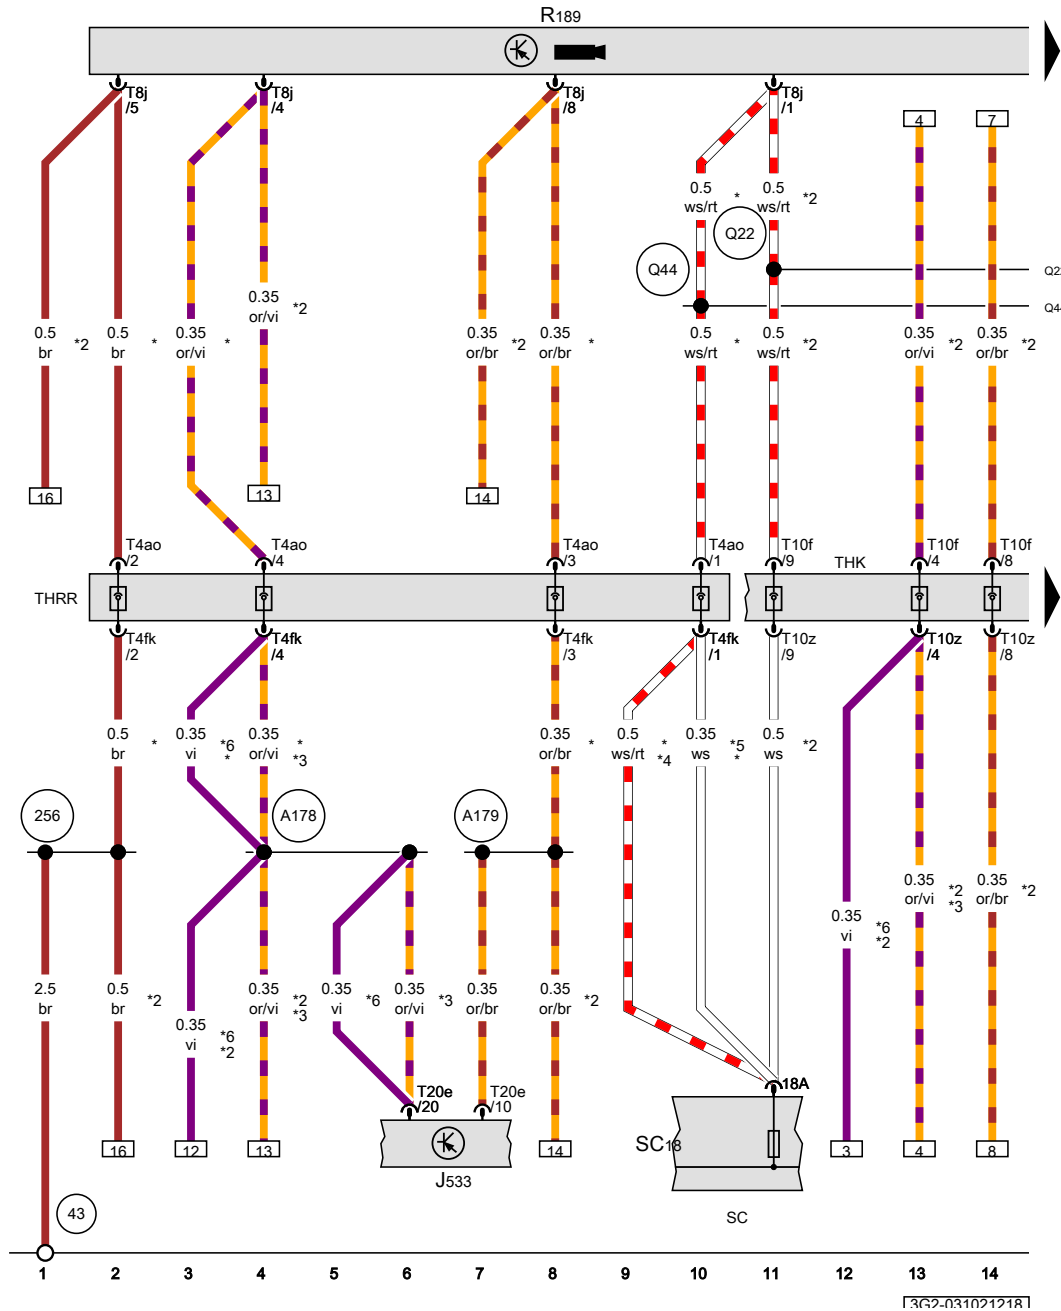 R189
T8j /5
T8j /4
T8j /8
T8j /1
4
7
0.5 ws/rt *
0.5 ws/rt *2
Q22
Q44
Q44
0.35 or/vi *2
0.5 br *2
0.5 br *
0.35 or/vi *
0.35 or/br *2
0.35 or/br *
0.5 ws/rt *
0.5 ws/rt *2
0.35 or/vi *2
0.35 or/br *2
16
13
14
T4ao /2
T4ao /4
T4ao /3
T4ao /1
T10f /9
THK
T10f /4
T10f /8
THRR
T4fk /2
T4fk /4
T4fk /3
T4fk /1
T10z /9
T10z /4
T10z /8
0.5 br *
0.35 vi *6 *
0.35 or/vi * *3
0.35 or/br *
0.5 ws/rt * *4
0.35 ws *5 *
0.5 ws *2
256
A178
A179
0.35 vi *6 *2
0.35 or/vi *2 *3
0.35 or/br *2
2.5 br
0.5 br *2
0.35 vi *6 *2
0.35 or/vi *2 *3
0.35 vi *6
0.35 or/vi *3
0.35 or/br
0.35 or/br *2
T20e /20
T20e /10
18A
16
12
13
J533
14
SC18
SC
3
4
8
43
1 2 3 4 5 6 7 8 9 10 11 12 13 14
3G2-031021218